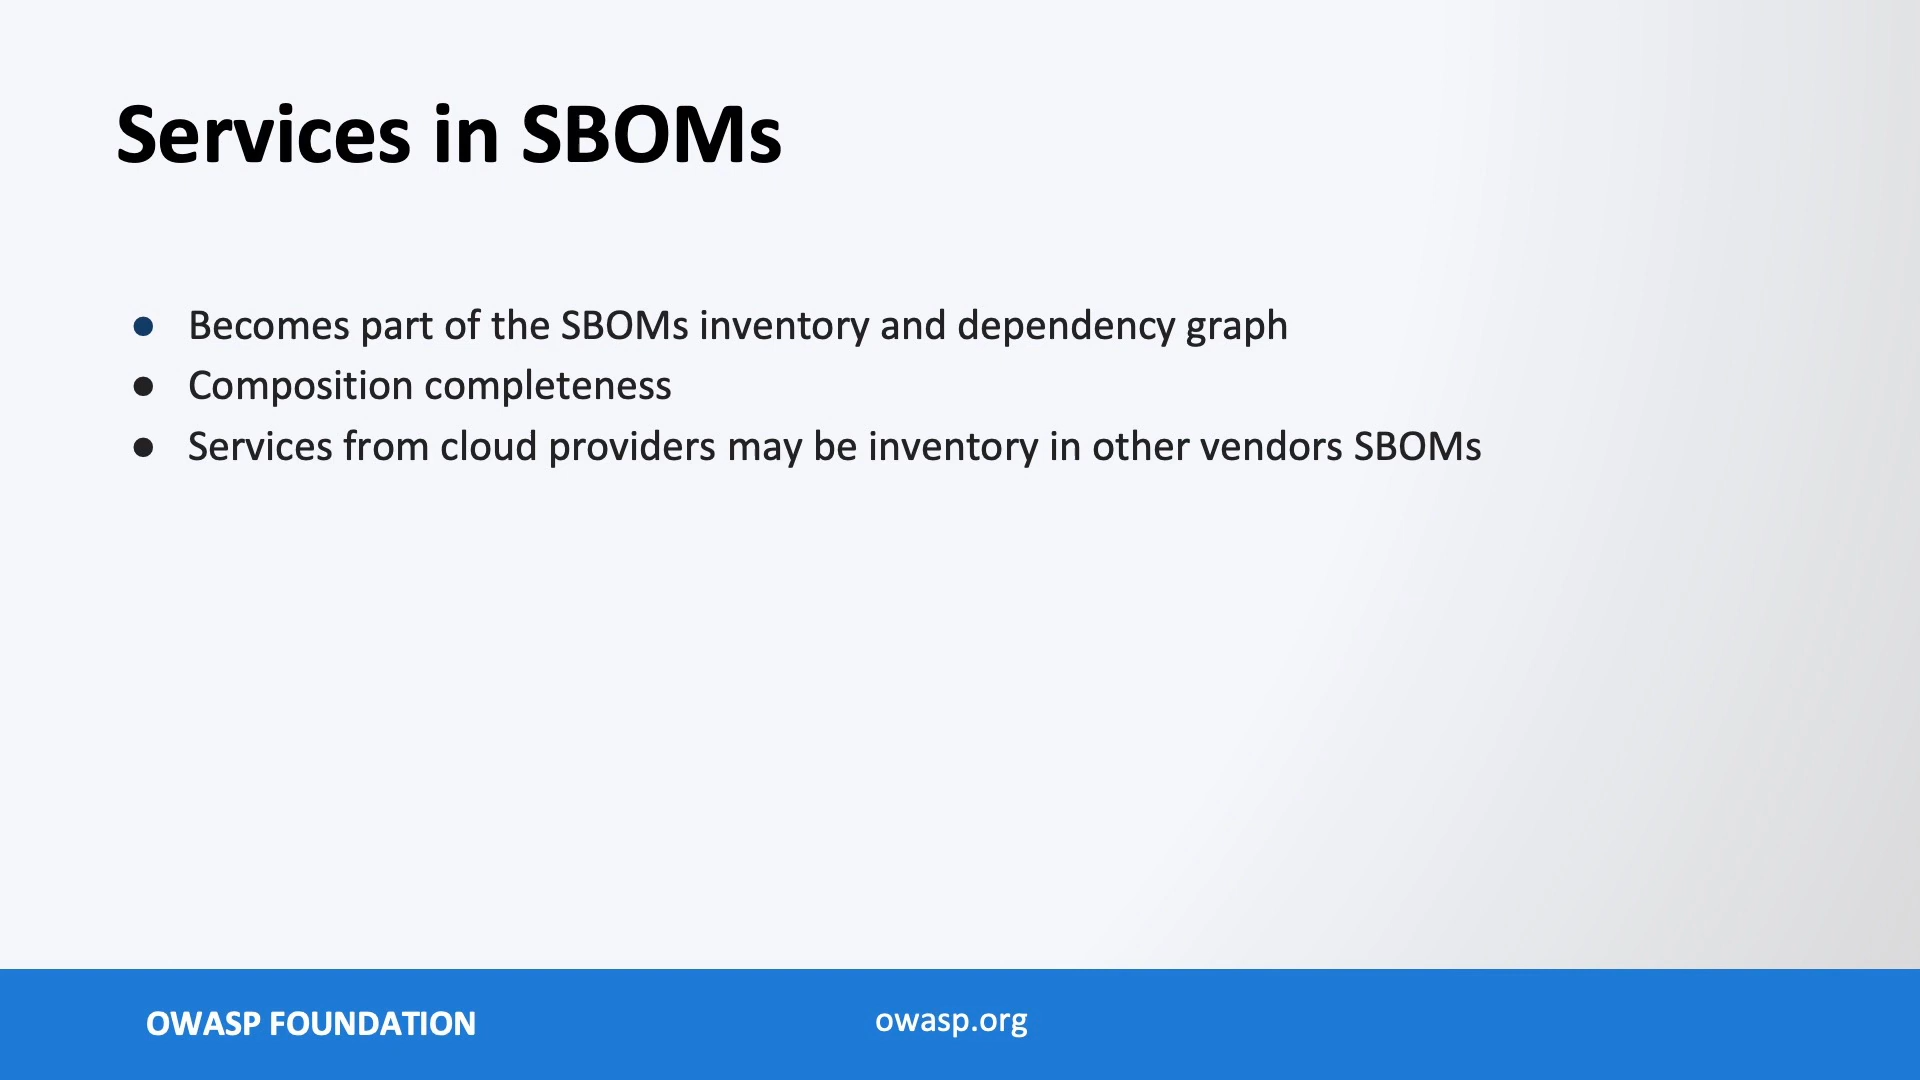 Services in SBOMs
● Becomes part of the SBOMs inventory and dependency graph
● Composition completeness
● Services from cloud providers may be inventory in other vendors SBOMs
OWASP FOUNDATION
owasp.org